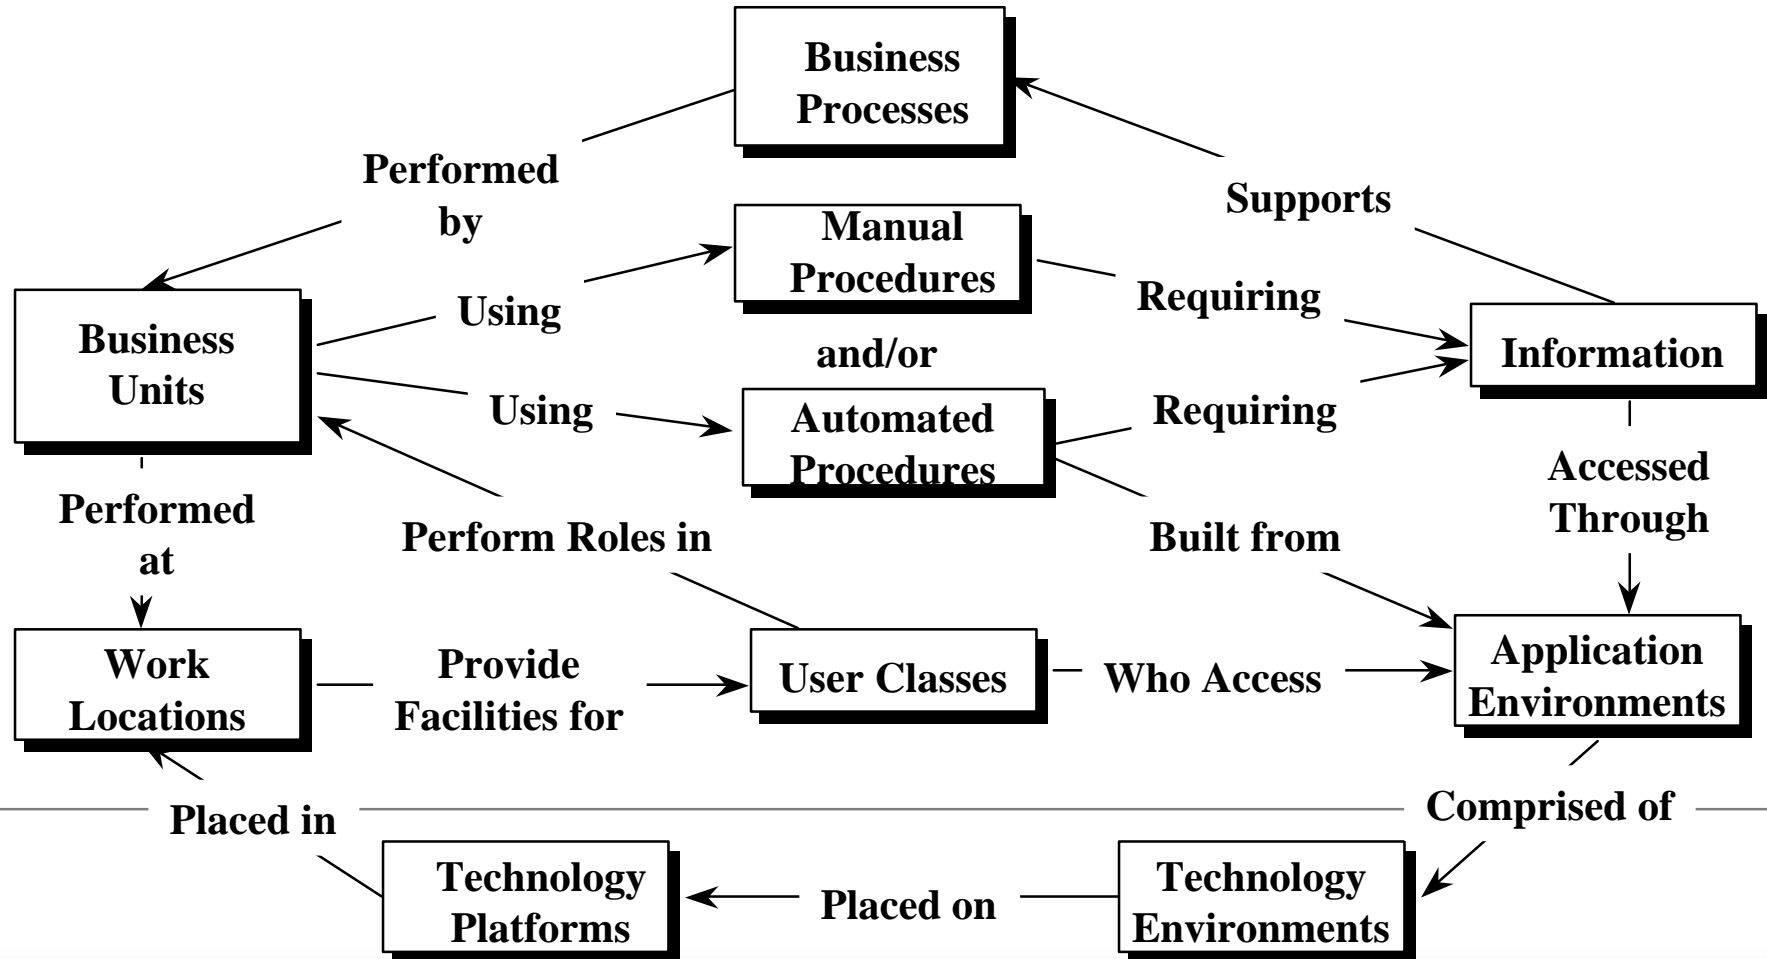 Business
Processes
Performed
by
Supports
Manual
Procedures
Using
Requiring
Business
Units
and/or
Information
Using
Automated
Procedures
Requiring
Accessed
Through
Performed
at
Perform Roles in
Built from
Work
Locations
Provide
Facilities for
User Classes
Who Access
Application
Environments
Placed in
Comprised of
Technology
Platforms
Placed on
Technology
Environments